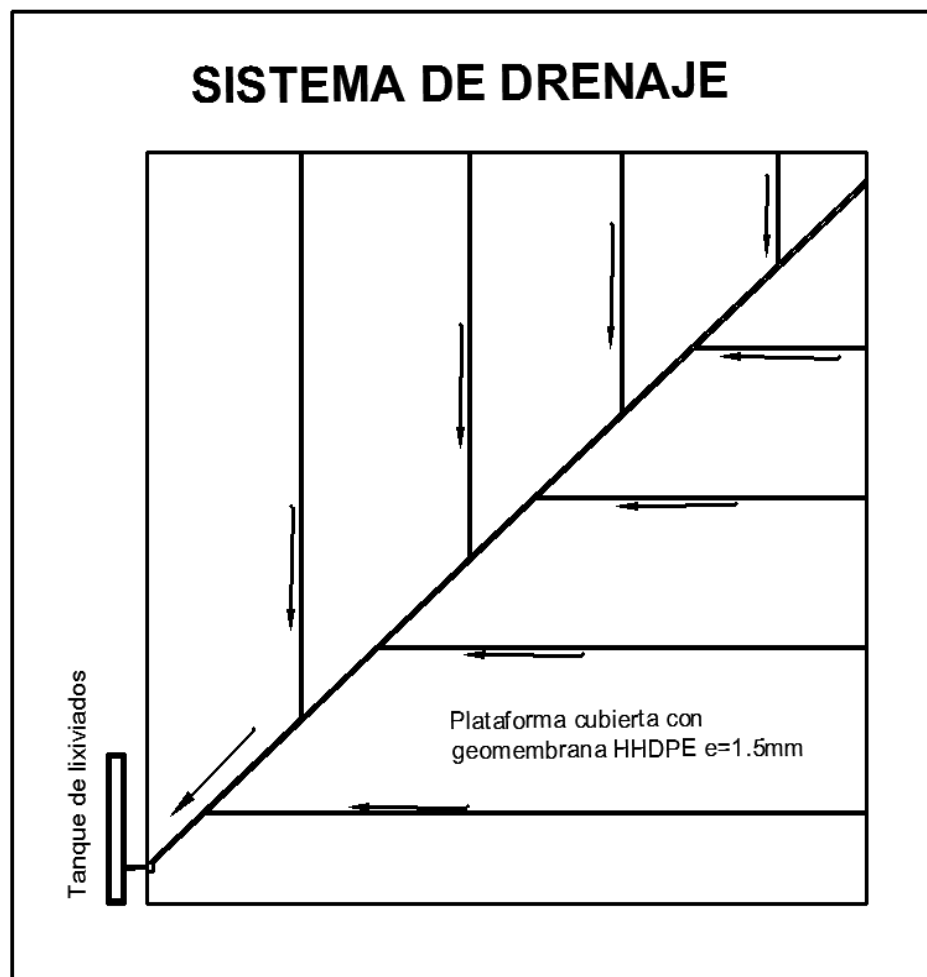 SISTEMA DE DRENAJE
Plataforma cubierta con
geomembrana HHDPE e=1.5mm
Tanque de lixiviados